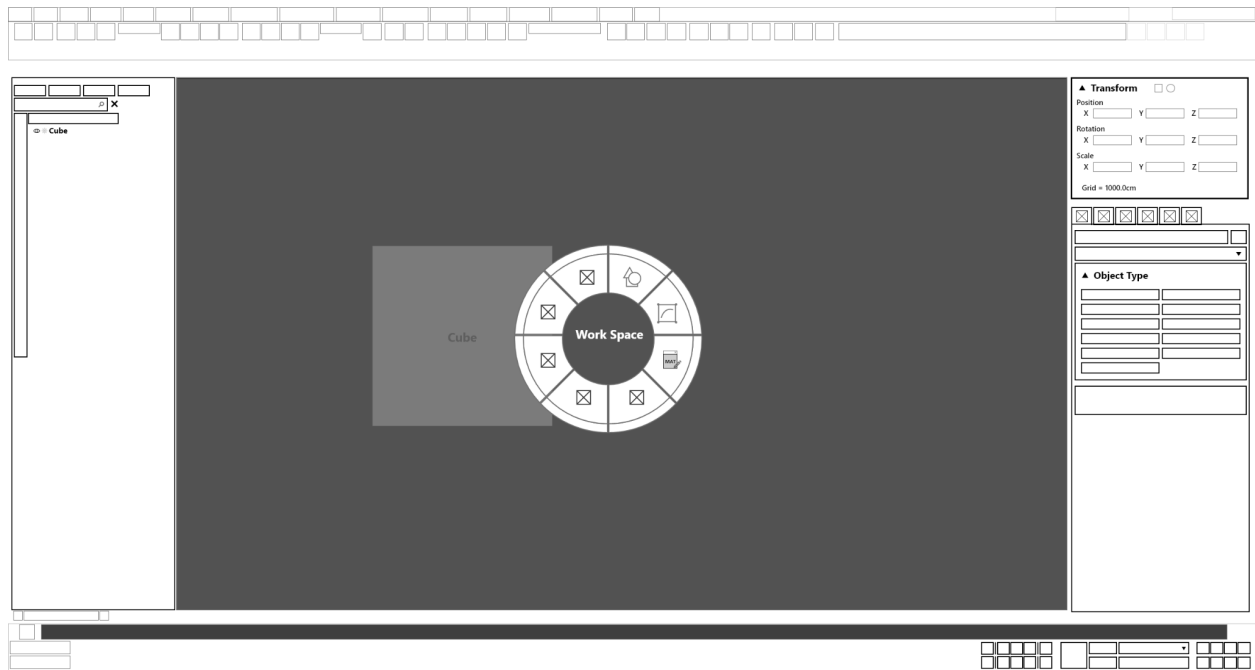 Cube
Cube
Work Space
MAT
Transform
Position
X Y Z
Rotation
X Y Z
Scale
X Y Z
Grid = 1000.0cm
Object Type